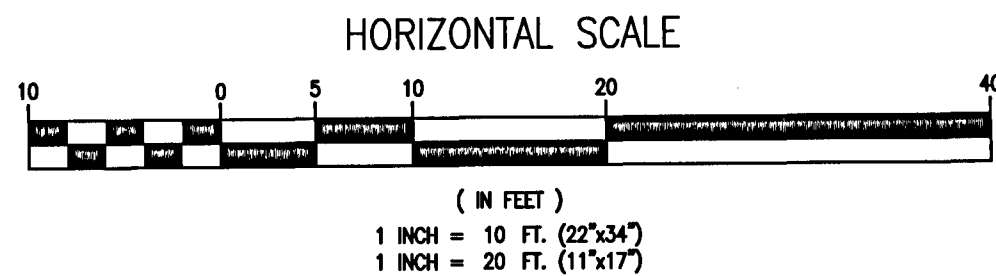 HORIZONTAL SCALE
10 0 5 10 20 40
( IN FEET )
1 INCH = 10 FT. (22"x34")
1 INCH = 20 FT. (11"x17")